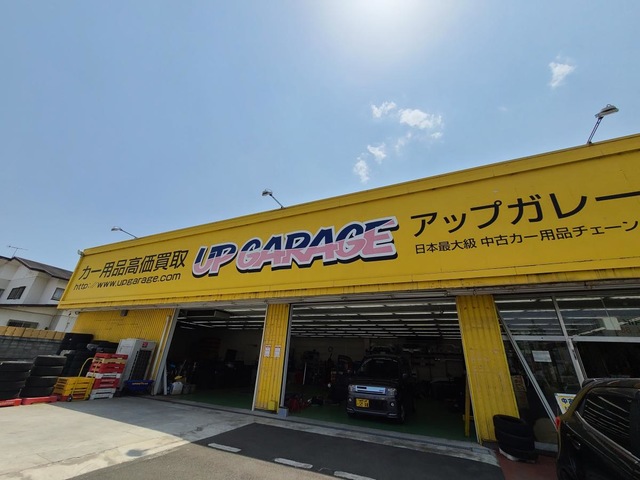 カー用品高価買取
http://www.upgarage.com
UP GARAGE
アップガレー
日本最大級 中古カー用品チェーン